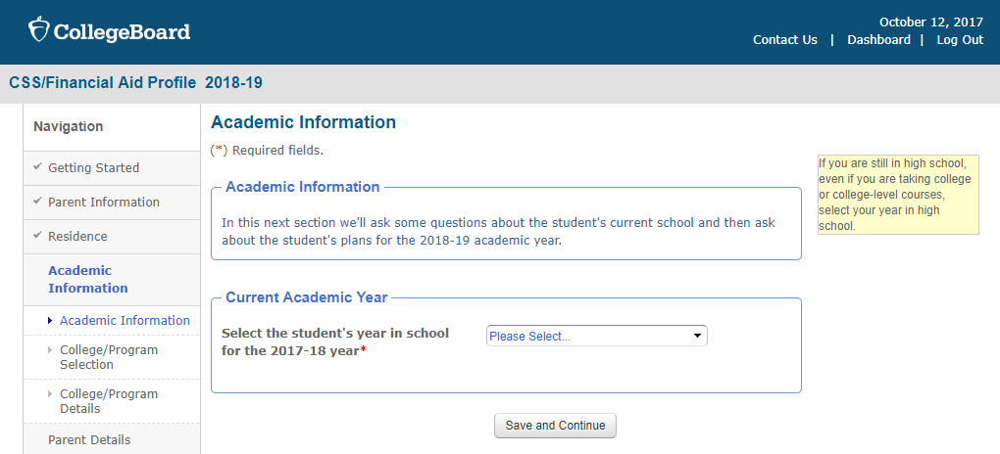 CollegeBoard
October 12, 2017
Contact Us | Dashboard | Log Out
CSS/Financial Aid Profile 2018-19
Navigation
Getting Started
Parent Information
Residence
Academic
Information
Academic Information
College/Program
Selection
College/Program
Details
Parent Details
Academic Information
(*) Required fields.
Academic Information
In this next section we'll ask some questions about the student's current school and then ask
about the student's plans for the 2018-19 academic year.
Current Academic Year
Select the student's year in school
for the 2017-18 year*
Please Select...
Save and Continue
If you are still in high school,
even if you are taking college
or college-level courses,
select your year in high
school.